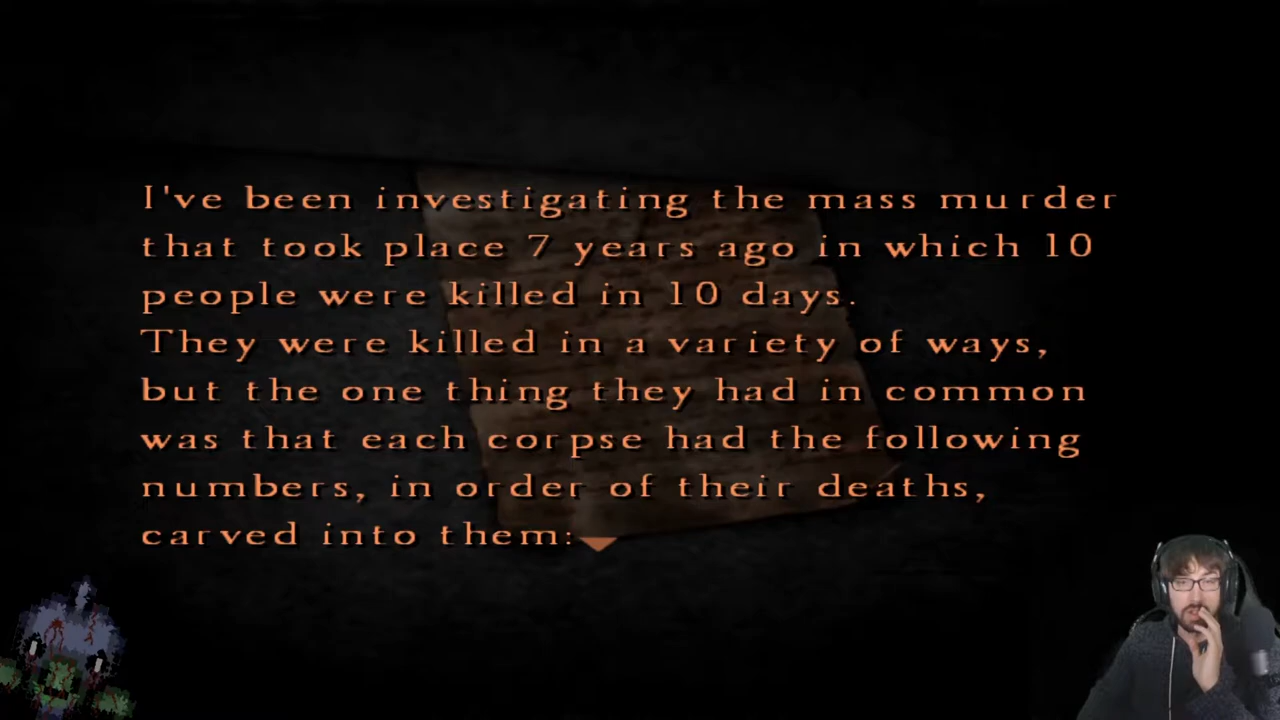 I've been investigating the mass murder
that took place 7 years ago in which 10
people were killed in 10 days.
They were killed in a variety of ways,
but the one thing they had in common
was that each corpse had the following
numbers, in order of their deaths,
carved into them: